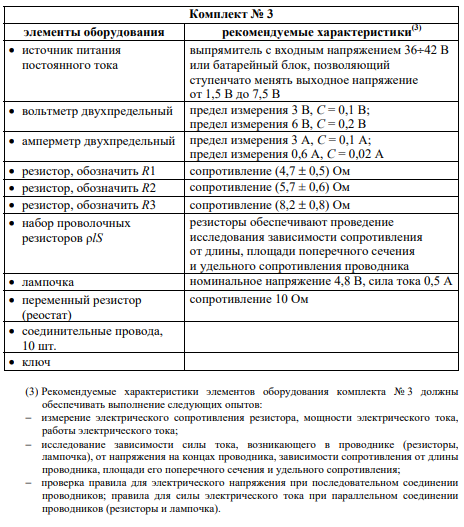 Комплект № 3
элементы оборудования
рекомендуемые характеристики(3)
• источник питания
постоянного тока
выпрямитель с входным напряжением 36÷42 В
или батарейный блок, позволяющий
ступенчато менять выходное напряжение
от 1,5 В до 7,5 В
• вольтметр двухпредельный
предел измерения 3 В, C = 0,1 В;
предел измерения 6 В, C = 0,2 В
• амперметр двухпредельный
предел измерения 3 А, C = 0,1 А;
предел измерения 0,6 А, C = 0,02 А
• резистор, обозначить R1
сопротивление (4,7 ± 0,5) Ом
• резистор, обозначить R2
сопротивление (5,7 ± 0,6) Ом
• резистор, обозначить R3
сопротивление (8,2 ± 0,8) Ом
• набор проволочных
резисторов ρlS
резисторы обеспечивают проведение
исследования зависимости сопротивления
от длины, площади поперечного сечения
и удельного сопротивления проводника
• лампочка
номинальное напряжение 4,8 В, сила тока 0,5 А
• переменный резистор
(реостат)
сопротивление 10 Ом
• соединительные провода,
10 шт.
• ключ
(3) Рекомендуемые характеристики элементов оборудования комплекта № 3 должны
обеспечивать выполнение следующих опытов:
– измерение электрического сопротивления резистора, мощности электрического тока,
работы электрического тока;
– исследование зависимости силы тока, возникающего в проводнике (резисторы,
лампочка), от напряжения на концах проводника, зависимости сопротивления от длины
проводника, площади его поперечного сечения и удельного сопротивления;
– проверка правила для электрического напряжения при последовательном соединении
проводников; правила для силы электрического тока при параллельном соединении
проводников (резисторы и лампочка).